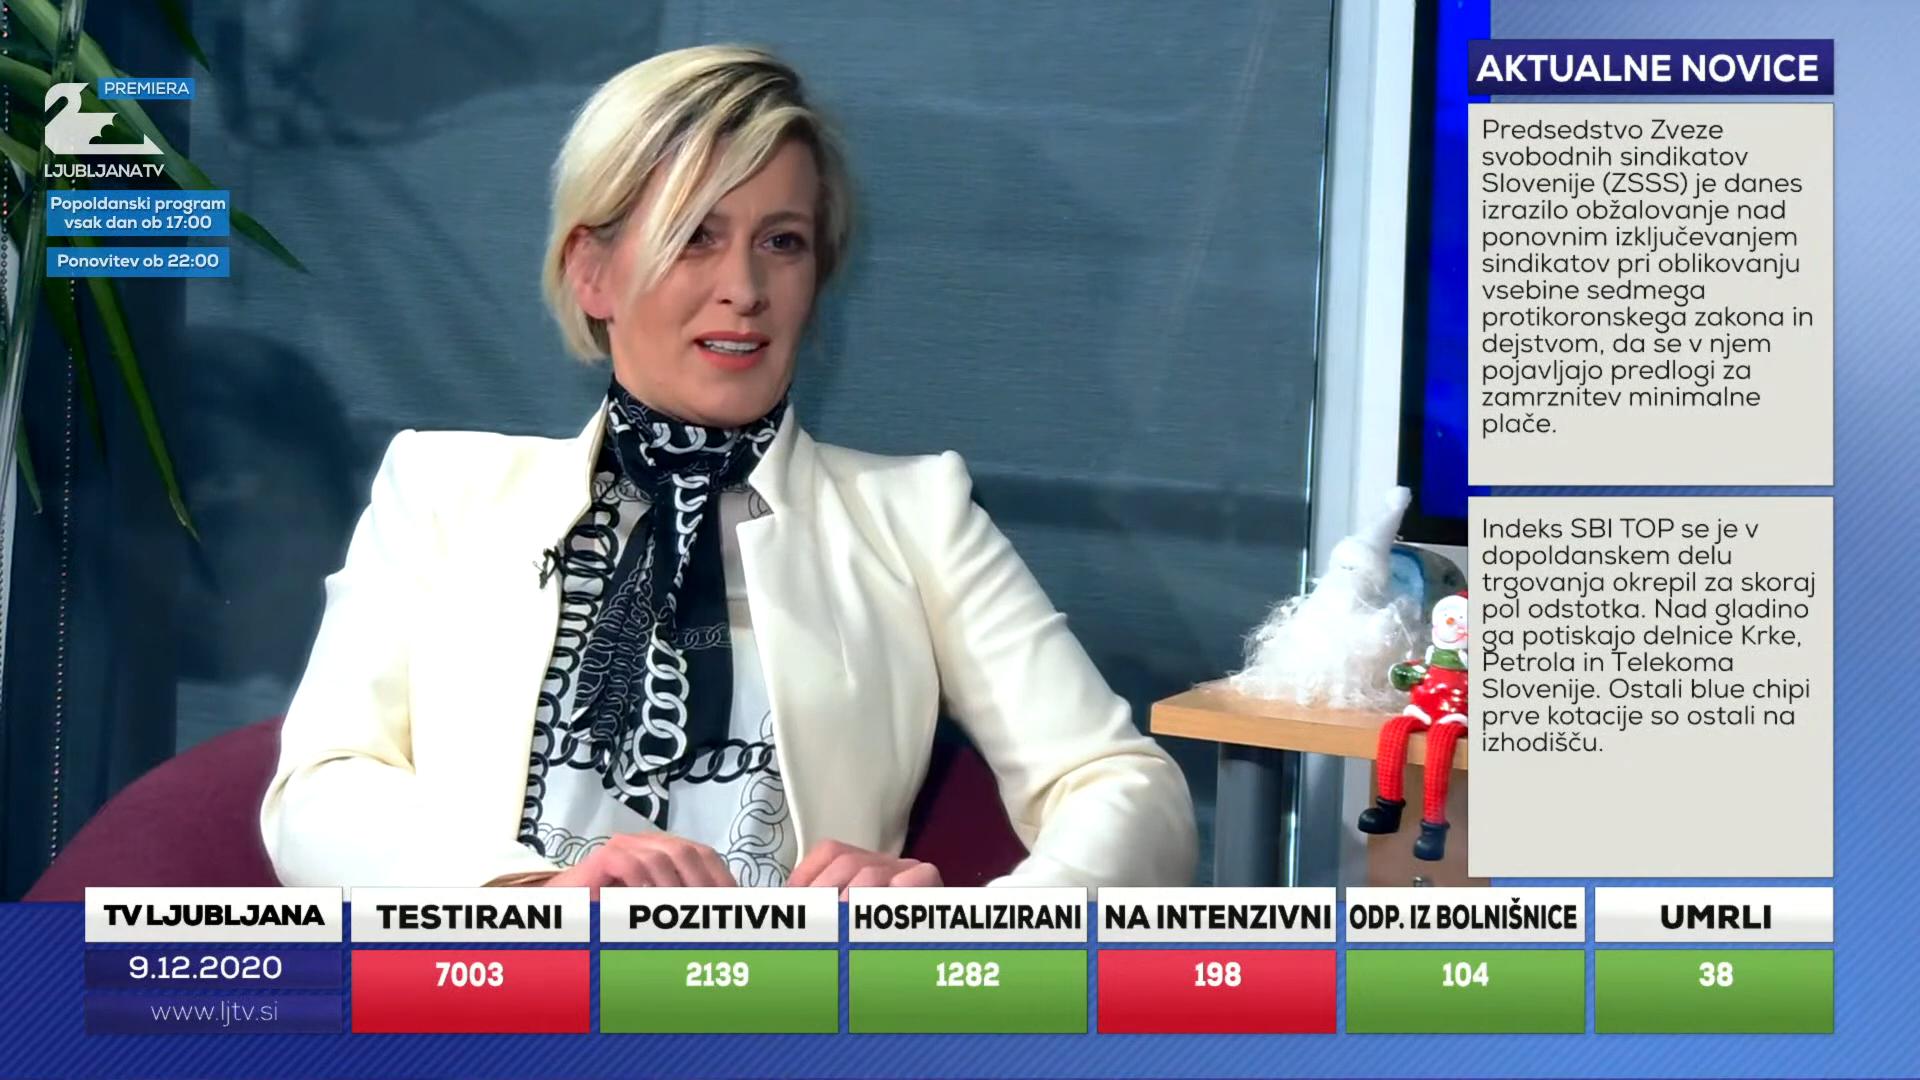 PREMIERA
LJUBLJANATV
Popoldanski program
vsak dan ob 17:00
Ponovitev ob 22:00
AKTUALNE NOVICE
Predsedstvo Zveze
svobodnih sindikatov
Slovenije (ZSSS) je danes
izrazilo obžalovanje nad
ponovnim izključevanjem
sindikatov pri oblikovanju
vsebine sedmega
protikoronskega zakona in
dejstvom, da se v njem
pojavljajo predlogi za
zamrznitev minimalne
plače.
Indeks SBI TOP se je v
dopoldanskem delu
trgovanja okrepil za skoraj
pol odstotka. Nad gladino
ga potiskajo delnice Krke,
Petrola in Telekoma
Slovenije. Ostali blue chipi
prve kotacije so ostali na
izhodišču.
TV LJUBLJANA
9.12.2020
www.ljtv.si
TESTIRANI
7003
POZITIVNI
2139
HOSPITALIZIRANI
1282
NA INTENZIVNI
198
ODP. IZ BOLNIŠNICE
104
UMRLI
38